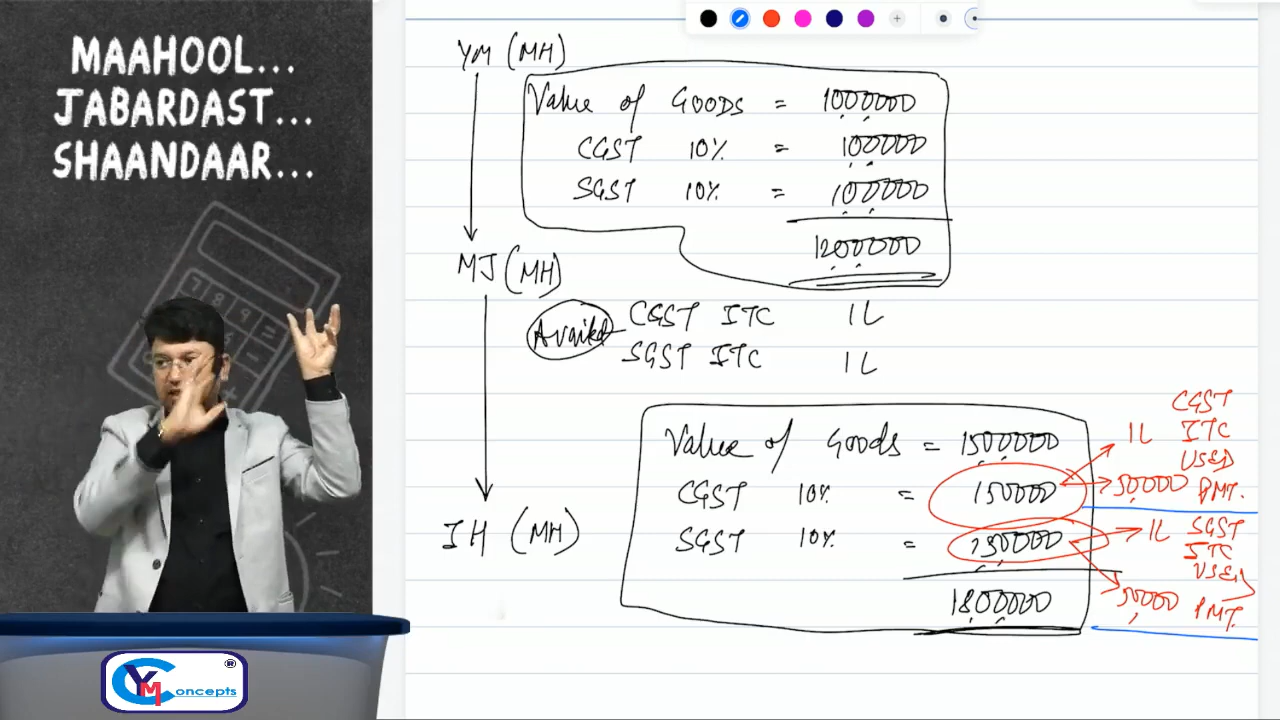 MAAHOOL...
JABARDAST...
SHAANDAAR...
YM (MH)
Value of GOODS = 1000000
CGST 10% = 100000
SGST 10% = 100000
1200000
MJ (MH)
Availed
CGST ITC 1L
SGST ITC 1L
Value of Goods = 1500000
CGST 10% = 150000
SGST 10% = 150000
1800000
IH (MH)
1L CGST
ITC
USED
50,000 PMT.
1L SGST
ITC
USED
50000 PMT.
YM Concepts ®